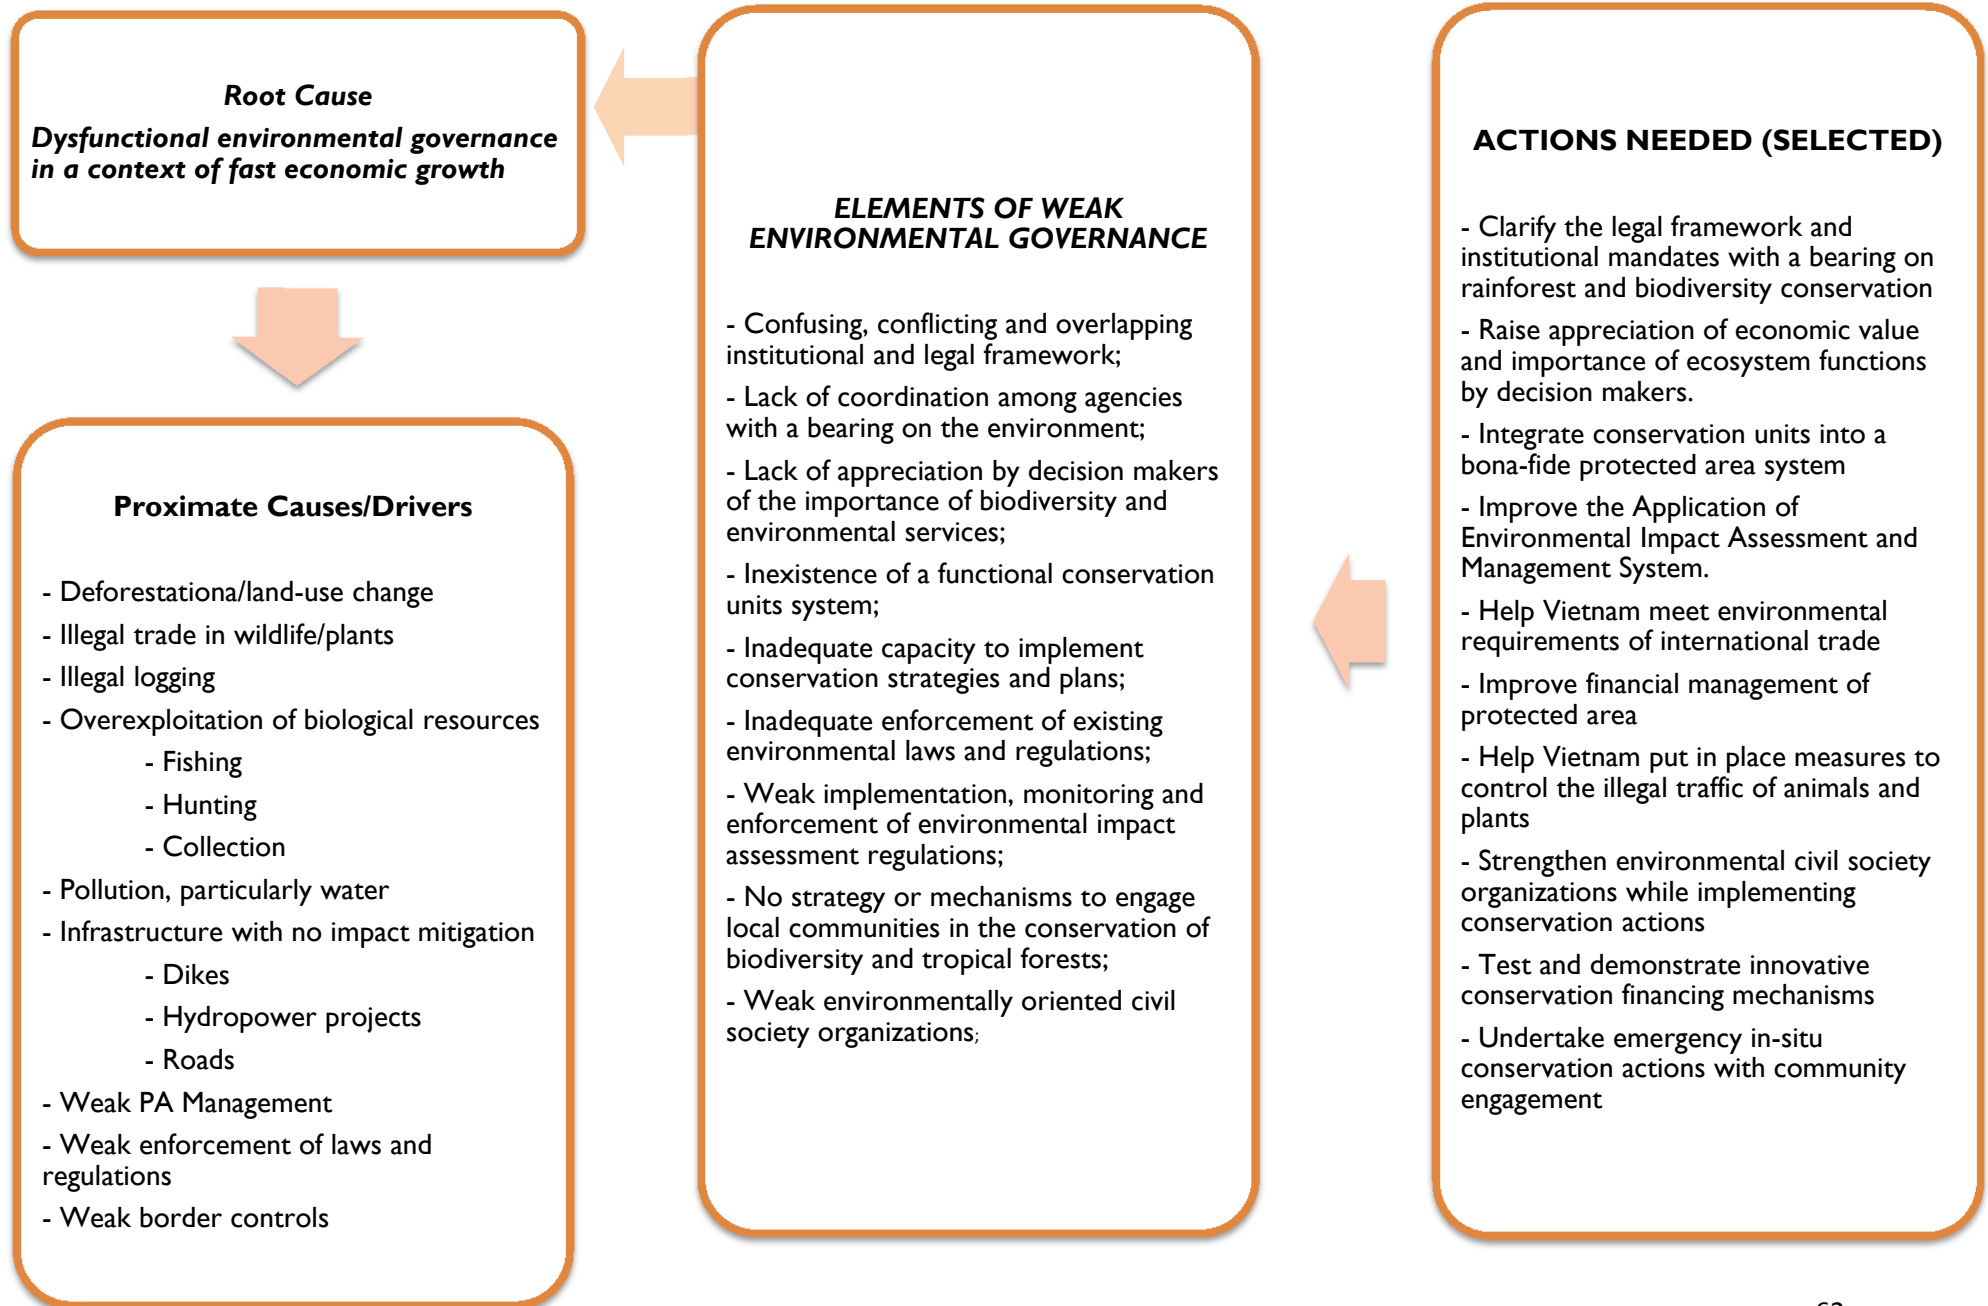 Root Cause
Dysfunctional environmental governance
in a context of fast economic growth
Proximate Causes/Drivers
- Deforestationa/land-use change
- Illegal trade in wildlife/plants
- Illegal logging
- Overexploitation of biological resources
- Fishing
- Hunting
- Collection
- Pollution, particularly water
- Infrastructure with no impact mitigation
- Dikes
- Hydropower projects
- Roads
- Weak PA Management
- Weak enforcement of laws and
regulations
- Weak border controls
ELEMENTS OF WEAK
ENVIRONMENTAL GOVERNANCE
- Confusing, conflicting and overlapping
institutional and legal framework;
- Lack of coordination among agencies
with a bearing on the environment;
- Lack of appreciation by decision makers
of the importance of biodiversity and
environmental services;
- Inexistence of a functional conservation
units system;
- Inadequate capacity to implement
conservation strategies and plans;
- Inadequate enforcement of existing
environmental laws and regulations;
- Weak implementation, monitoring and
enforcement of environmental impact
assessment regulations;
- No strategy or mechanisms to engage
local communities in the conservation of
biodiversity and tropical forests;
- Weak environmentally oriented civil
society organizations;
ACTIONS NEEDED (SELECTED)
- Clarify the legal framework and
institutional mandates with a bearing on
rainforest and biodiversity conservation
- Raise appreciation of economic value
and importance of ecosystem functions
by decision makers.
- Integrate conservation units into a
bona-fide protected area system
- Improve the Application of
Environmental Impact Assessment and
Management System.
- Help Vietnam meet environmental
requirements of international trade
- Improve financial management of
protected area
- Help Vietnam put in place measures to
control the illegal traffic of animals and
plants
- Strengthen environmental civil society
organizations while implementing
conservation actions
- Test and demonstrate innovative
conservation financing mechanisms
- Undertake emergency in-situ
conservation actions with community
engagement